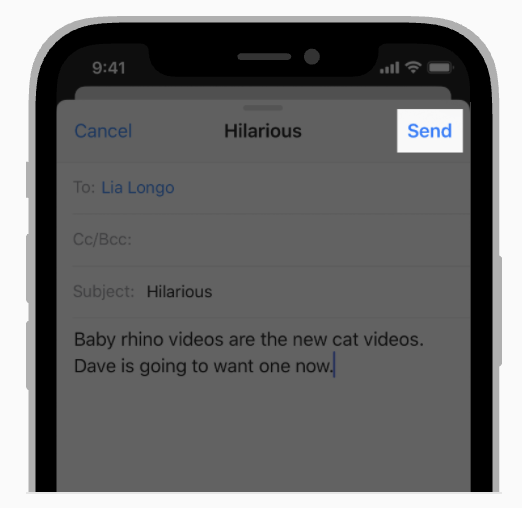 9:41
Cancel Hilarious Send
To: Lia Longo
Cc/Bcc:
Subject: Hilarious
Baby rhino videos are the new cat videos.
Dave is going to want one now.